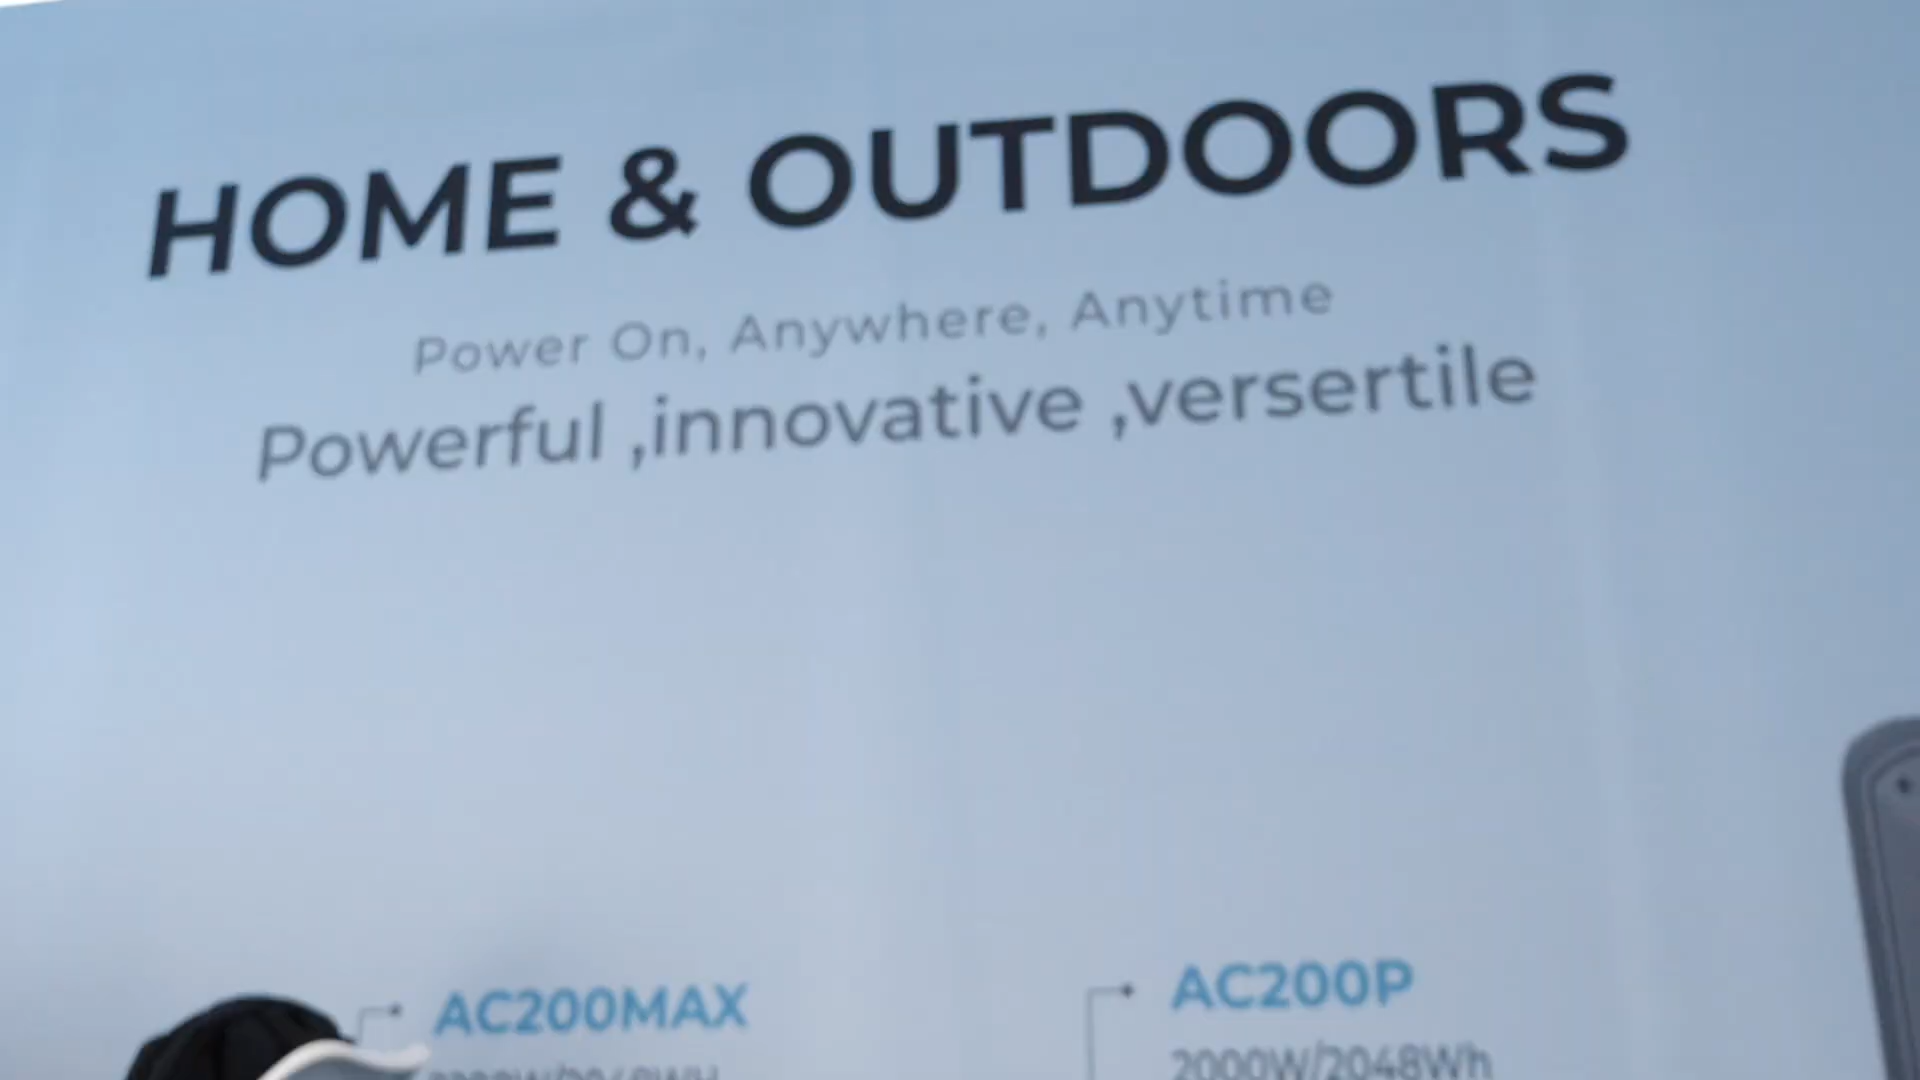 HOME & OUTDOORS
Power On, Anywhere, Anytime
Powerful ,innovative ,versertile
AC200MAX
AC200P
2000W/2048Wh